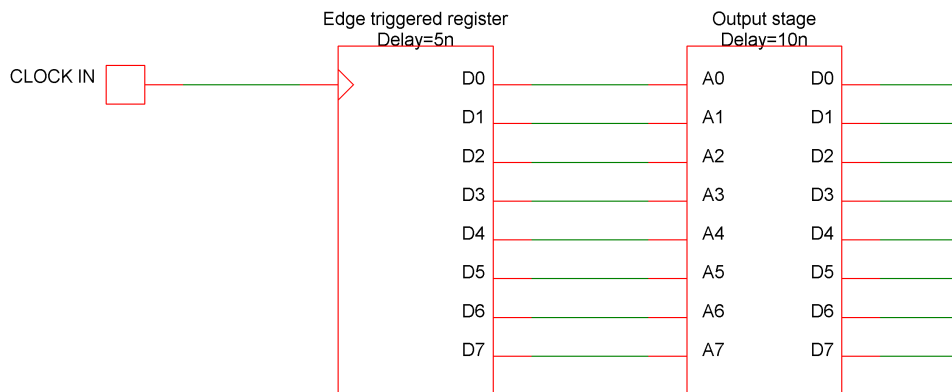 Edge triggered register
Delay=5n
Output stage
Delay=10n
CLOCK IN
D0
D1
D2
D3
D4
D5
D6
D7
A0
A1
A2
A3
A4
A5
A6
A7
D0
D1
D2
D3
D4
D5
D6
D7